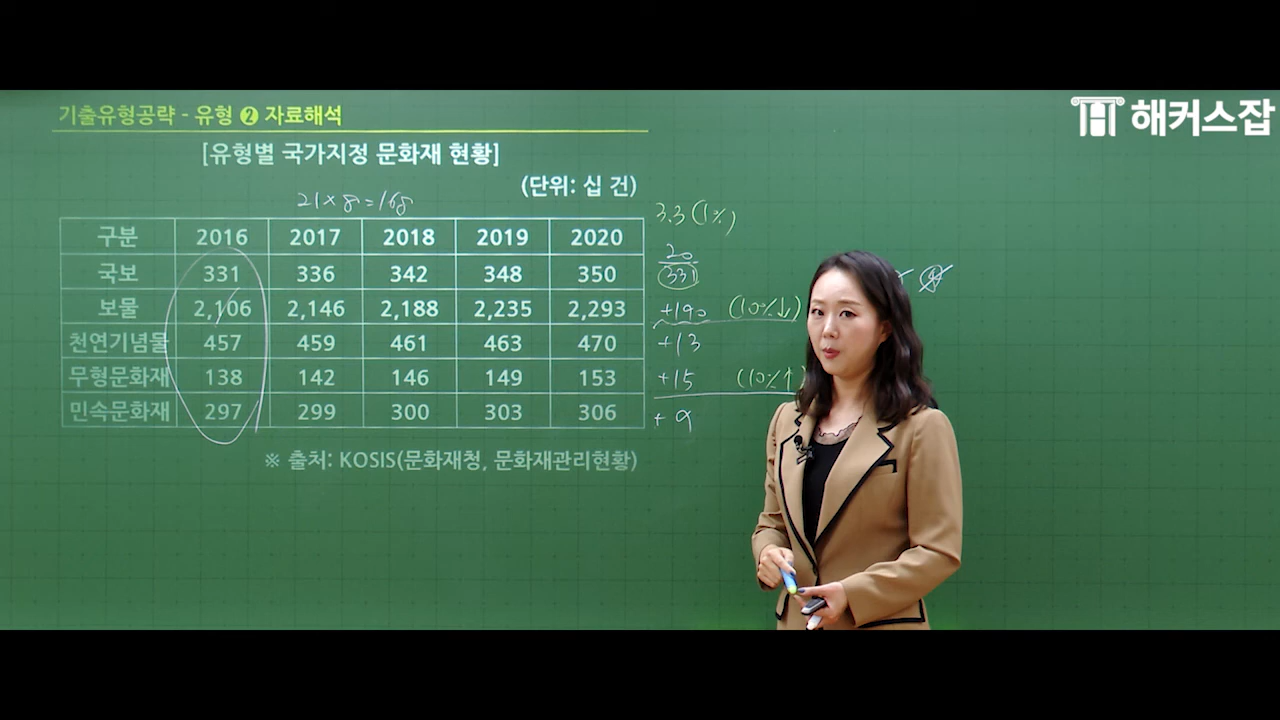 기출유형공략 - 유형 ❷ 자료해석
해커스잡
[유형별 국가지정 문화재 현황]
(단위: 십 건)
21×8=168
구분 2016 2017 2018 2019 2020
국보 331 336 342 348 350
보물 2,106 2,146 2,188 2,235 2,293
천연기념물 457 459 461 463 470
무형문화재 138 142 146 149 153
민속문화재 297 299 300 303 306
※ 출처: KOSIS(문화재청, 문화재관리현황)
3.3 (1%)
20
331
+190 (10%↓)
+13
+15 (10%↑)
+9